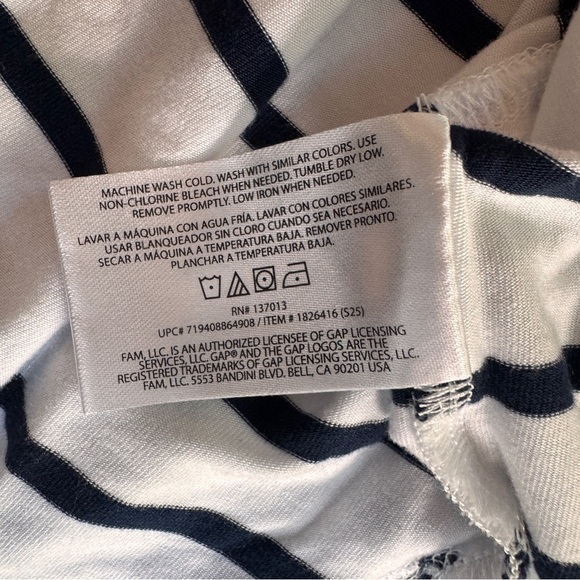 MACHINE WASH COLD. WASH WITH SIMILAR COLORS. USE
NON-CHLORINE BLEACH WHEN NEEDED. TUMBLE DRY LOW.
REMOVE PROMPTLY. LOW IRON WHEN NEEDED.
LAVAR A MÁQUINA CON AGUA FRÍA. LAVAR CON COLORES SIMILARES.
USAR BLANQUEADOR SIN CLORO CUANDO SEA NECESARIO.
SECAR A MÁQUINA A TEMPERATURA BAJA. REMOVER PRONTO.
PLANCHAR A TEMPERATURA BAJA.
RN# 137013
UPC# 719408864908 / ITEM # 1826416 (S25)
FAM, LLC. IS AN AUTHORIZED LICENSEE OF GAP LICENSING
SERVICES, LLC. GAP® AND THE GAP LOGOS ARE THE
REGISTERED TRADEMARKS OF GAP LICENSING SERVICES, LLC.
FAM, LLC. 5553 BANDINI BLVD. BELL, CA 90201 USA